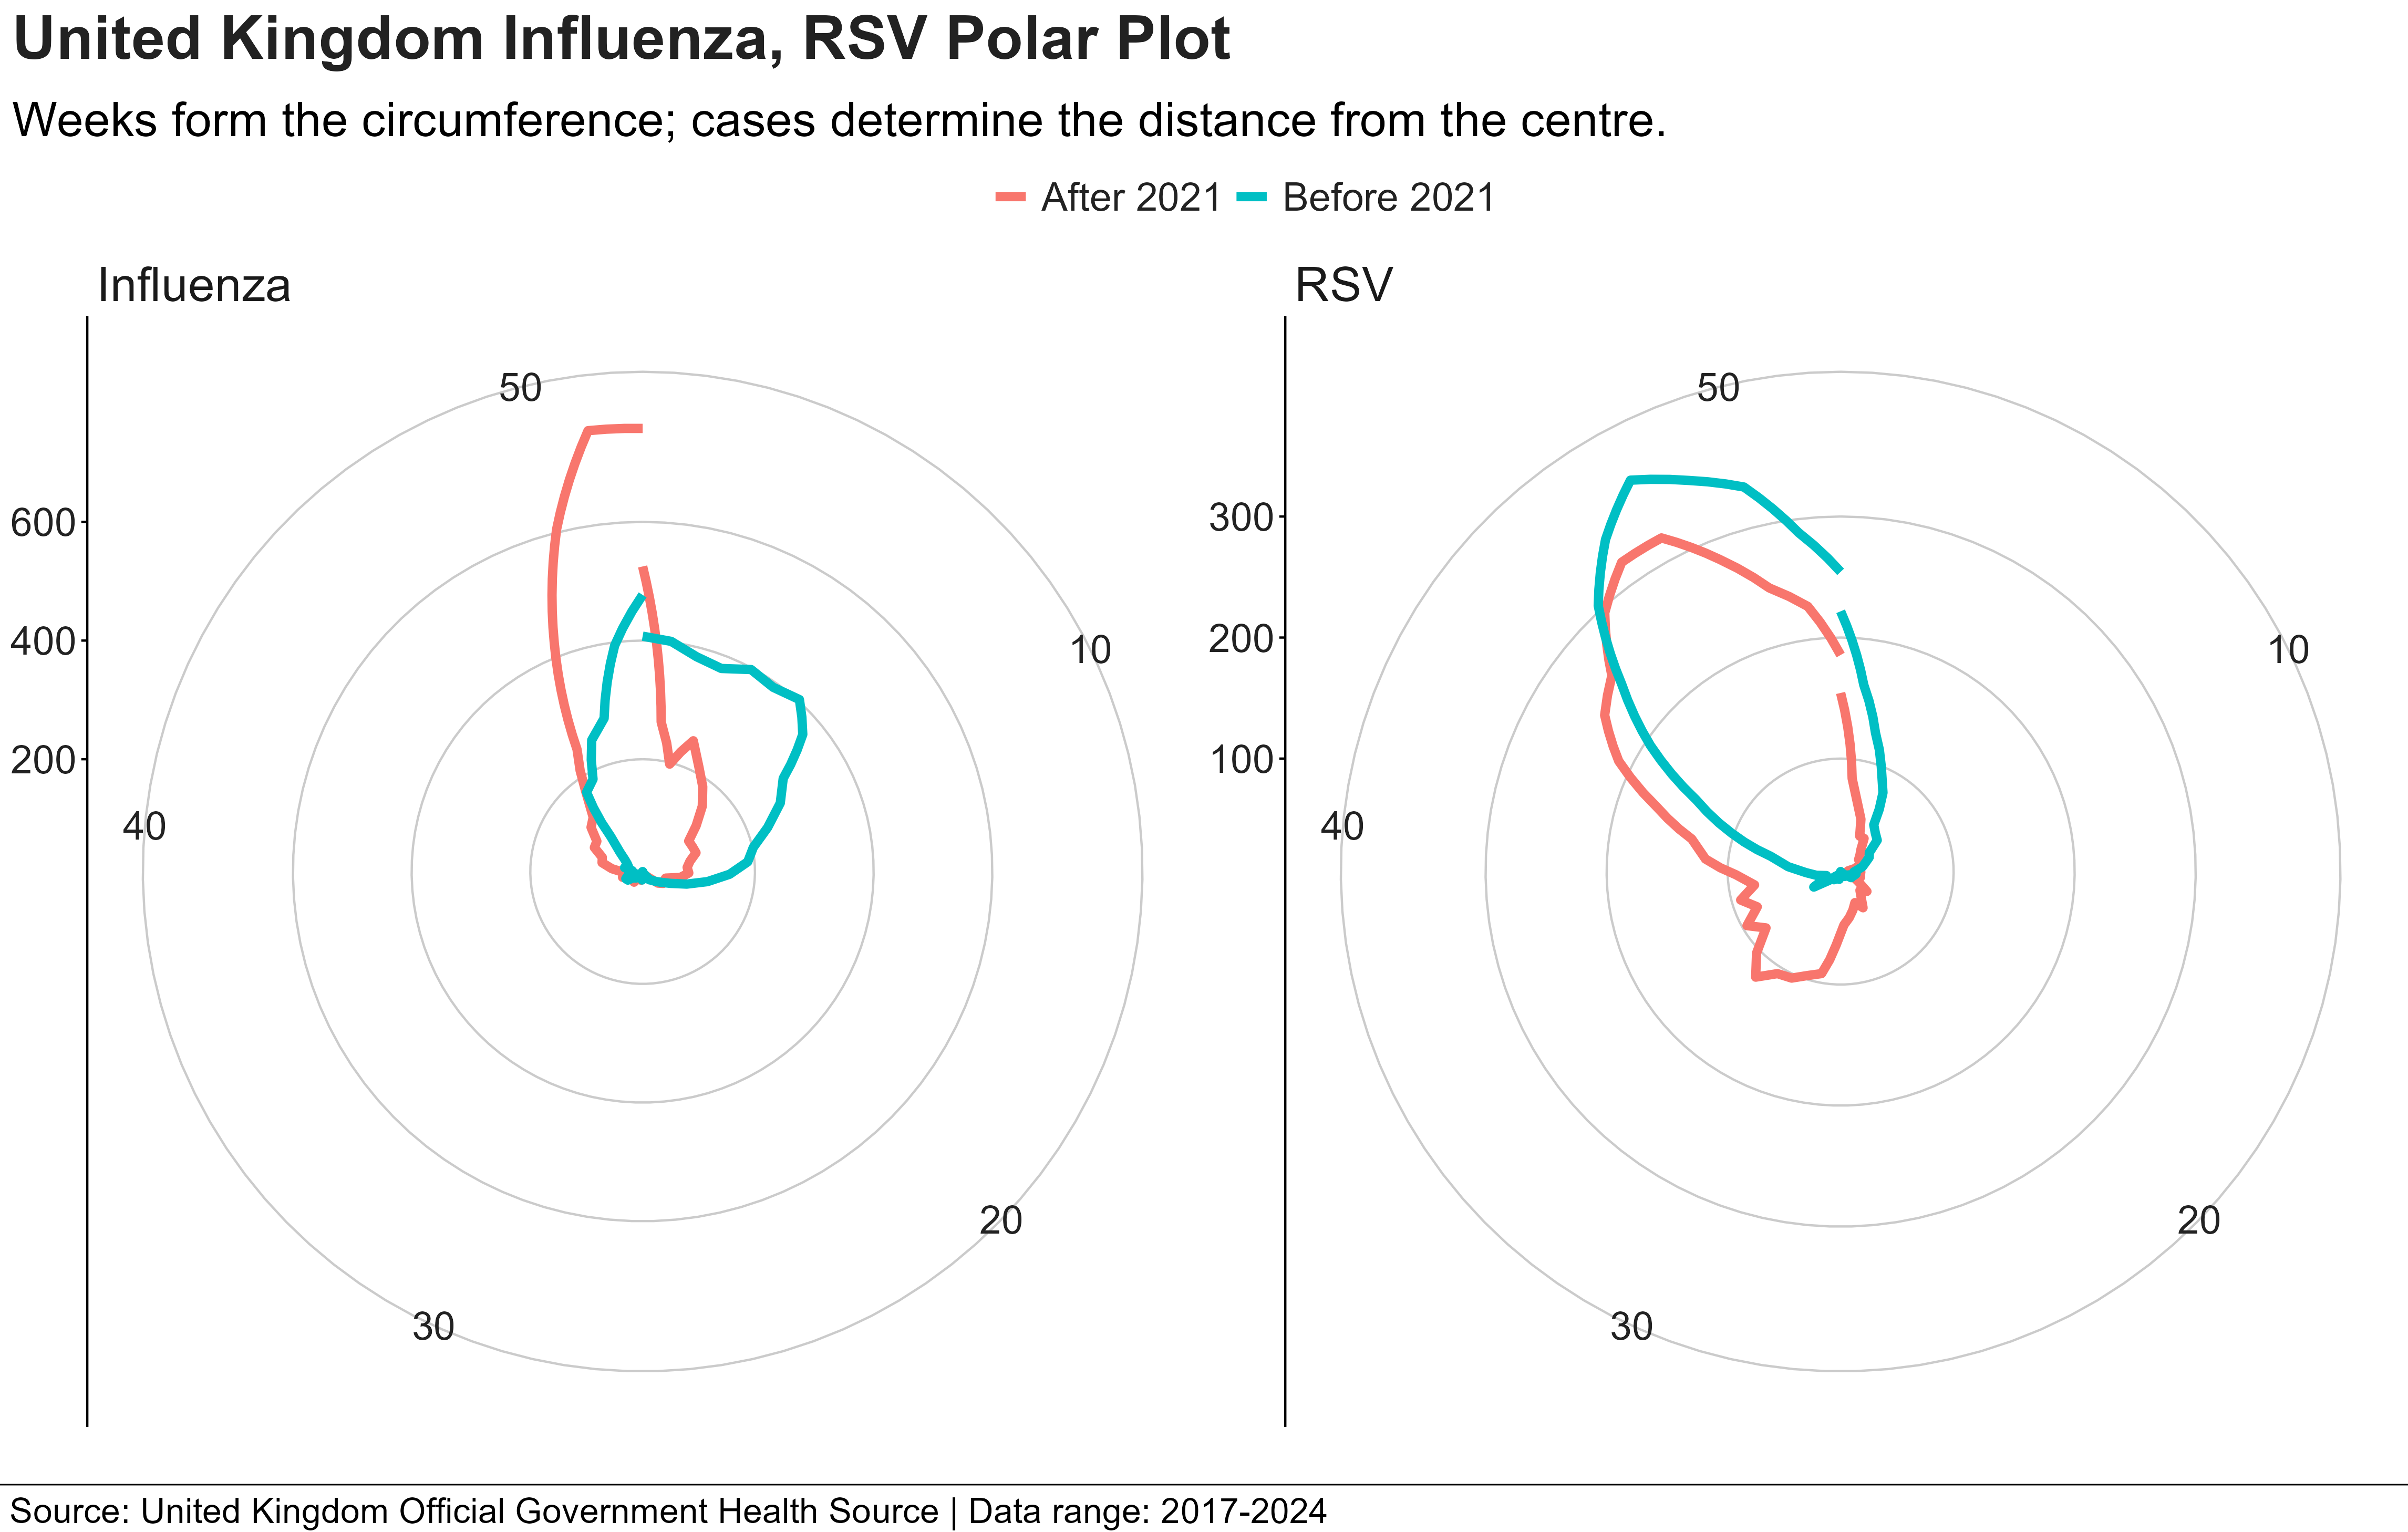 United Kingdom Influenza, RSV Polar Plot
Weeks form the circumference; cases determine the distance from the centre.
After 2021 Before 2021
Influenza
50
600
400
200
10
40
20
30
RSV
50
300
200
100
10
40
20
30
Source: United Kingdom Official Government Health Source | Data range: 2017-2024